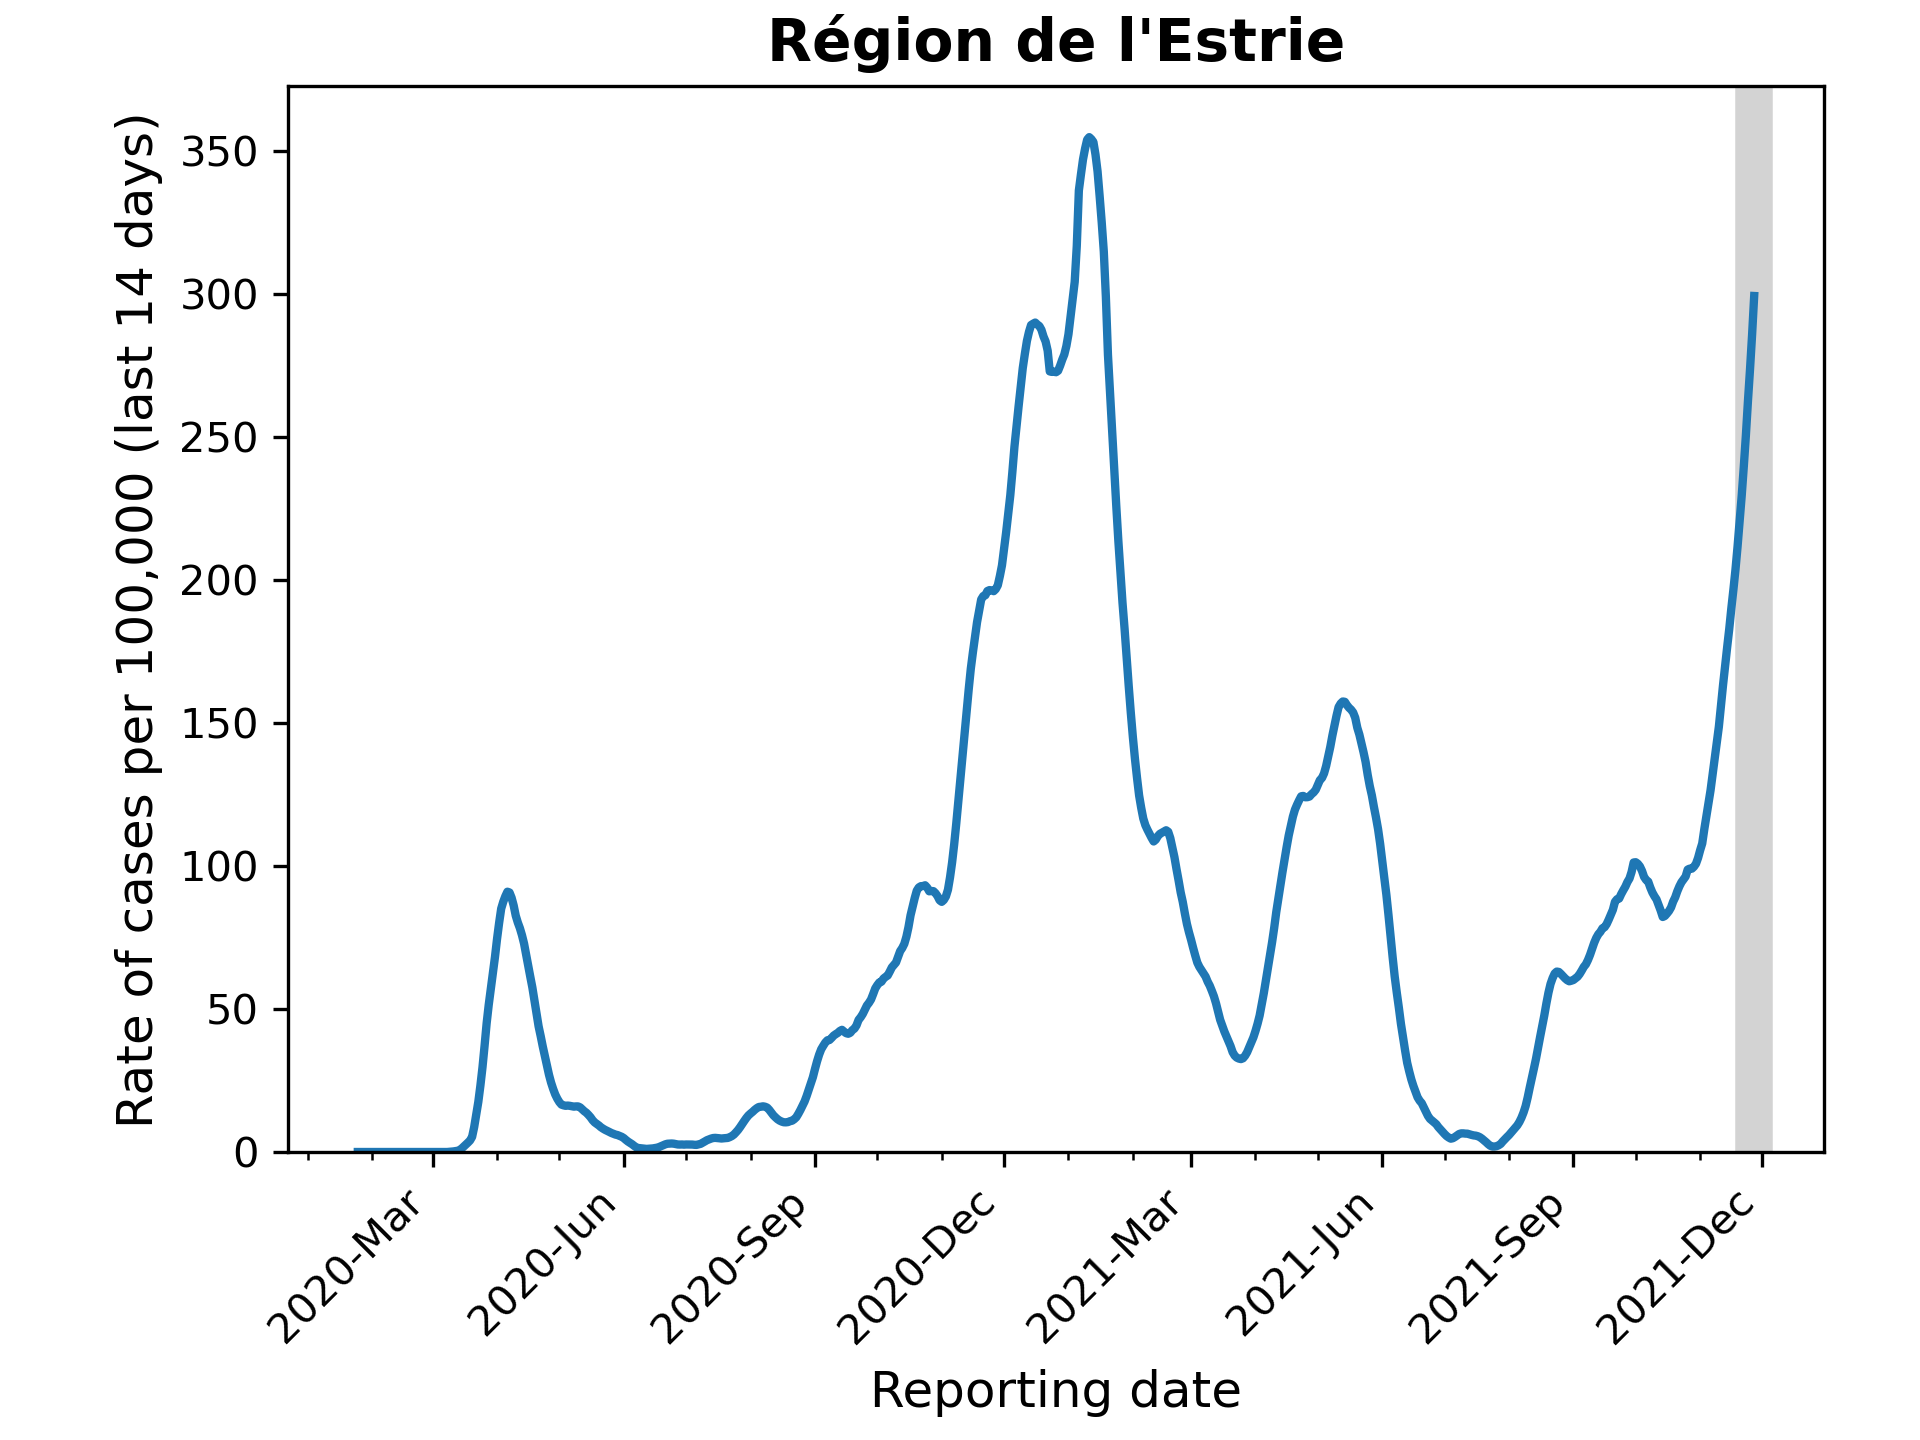 Région de l'Estrie
Rate of cases per 100,000 (last 14 days)
350
300
250
200
150
100
50
0
2020-Mar
2020-Jun
2020-Sep
2020-Dec
2021-Mar
2021-Jun
2021-Sep
2021-Dec
Reporting date